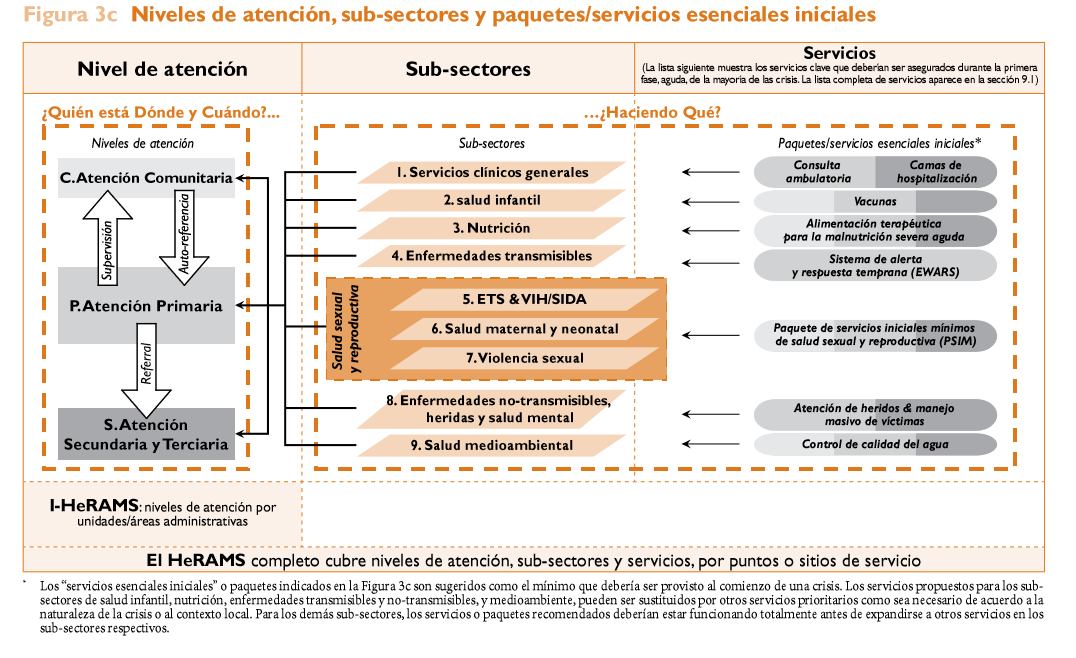 Figura 3c Niveles de atención, sub-sectores y paquetes/servicios esenciales iniciales
Nivel de atención
Sub-sectores
Servicios
(La lista siguiente muestra los servicios clave que deberían ser asegurados durante la primera
fase, aguda, de la mayoria de las crisis. La lista completa de servicios aparece en la sección 9.1)
¿Quién está Dónde y Cuándo?...
...¿Haciendo Qué?
Niveles de atención
C. Atención Comunitaria
Supervisión
Auto-referencia
P. Atención Primaria
Referral
S. Atención
Secundaria y Terciaria
Sub-sectores
1. Servicios clínicos generales
2. salud infantil
3. Nutrición
4. Enfermedades transmisibles
Salud sexual
y reproductiva
5. ETS & VIH/SIDA
6. Salud maternal y neonatal
7. Violencia sexual
8. Enfermedades no-transmisibles,
heridas y salud mental
9. Salud medioambiental
Paquetes/servicios esenciales iniciales*
Consulta
ambulatoria
Camas de
hospitalización
Vacunas
Alimentación terapéutica
para la malnutrición severa aguda
Sistema de alerta
y respuesta temprana (EWARS)
Paquete de servicios iniciales mínimos
de salud sexual y reproductiva (PSIM)
Atención de heridos & manejo
masivo de víctimas
Control de calidad del agua
I-HeRAMS: niveles de atención por
unidades/áreas administrativas
El HeRAMS completo cubre niveles de atención, sub-sectores y servicios, por puntos o sitios de servicio
* Los “servicios esenciales iniciales” o paquetes indicados en la Figura 3c son sugeridos como el mínimo que debería ser provisto al comienzo de una crisis. Los servicios propuestos para los sub-
sectores de salud infantil, nutrición, enfermedades transmisibles y no-transmisibles, y medioambiente, pueden ser sustituidos por otros servicios prioritarios como sea necesario de acuerdo a la
naturaleza de la crisis o al contexto local. Para los demás sub-sectores, los servicios o paquetes recomendados deberían estar funcionando totalmente antes de expandirse a otros servicios en los
sub-sectores respectivos.